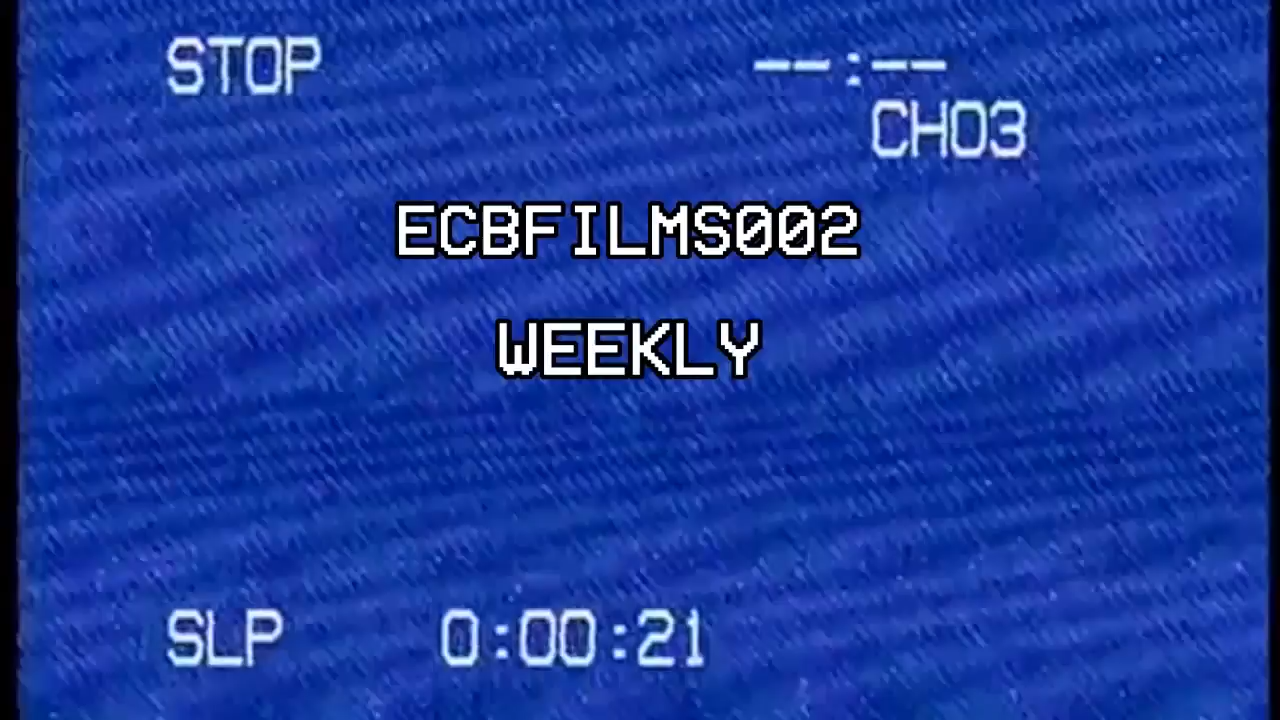 STOP --:--
CH03
ECBFILMS002
WEEKLY
SLP 0:00:21